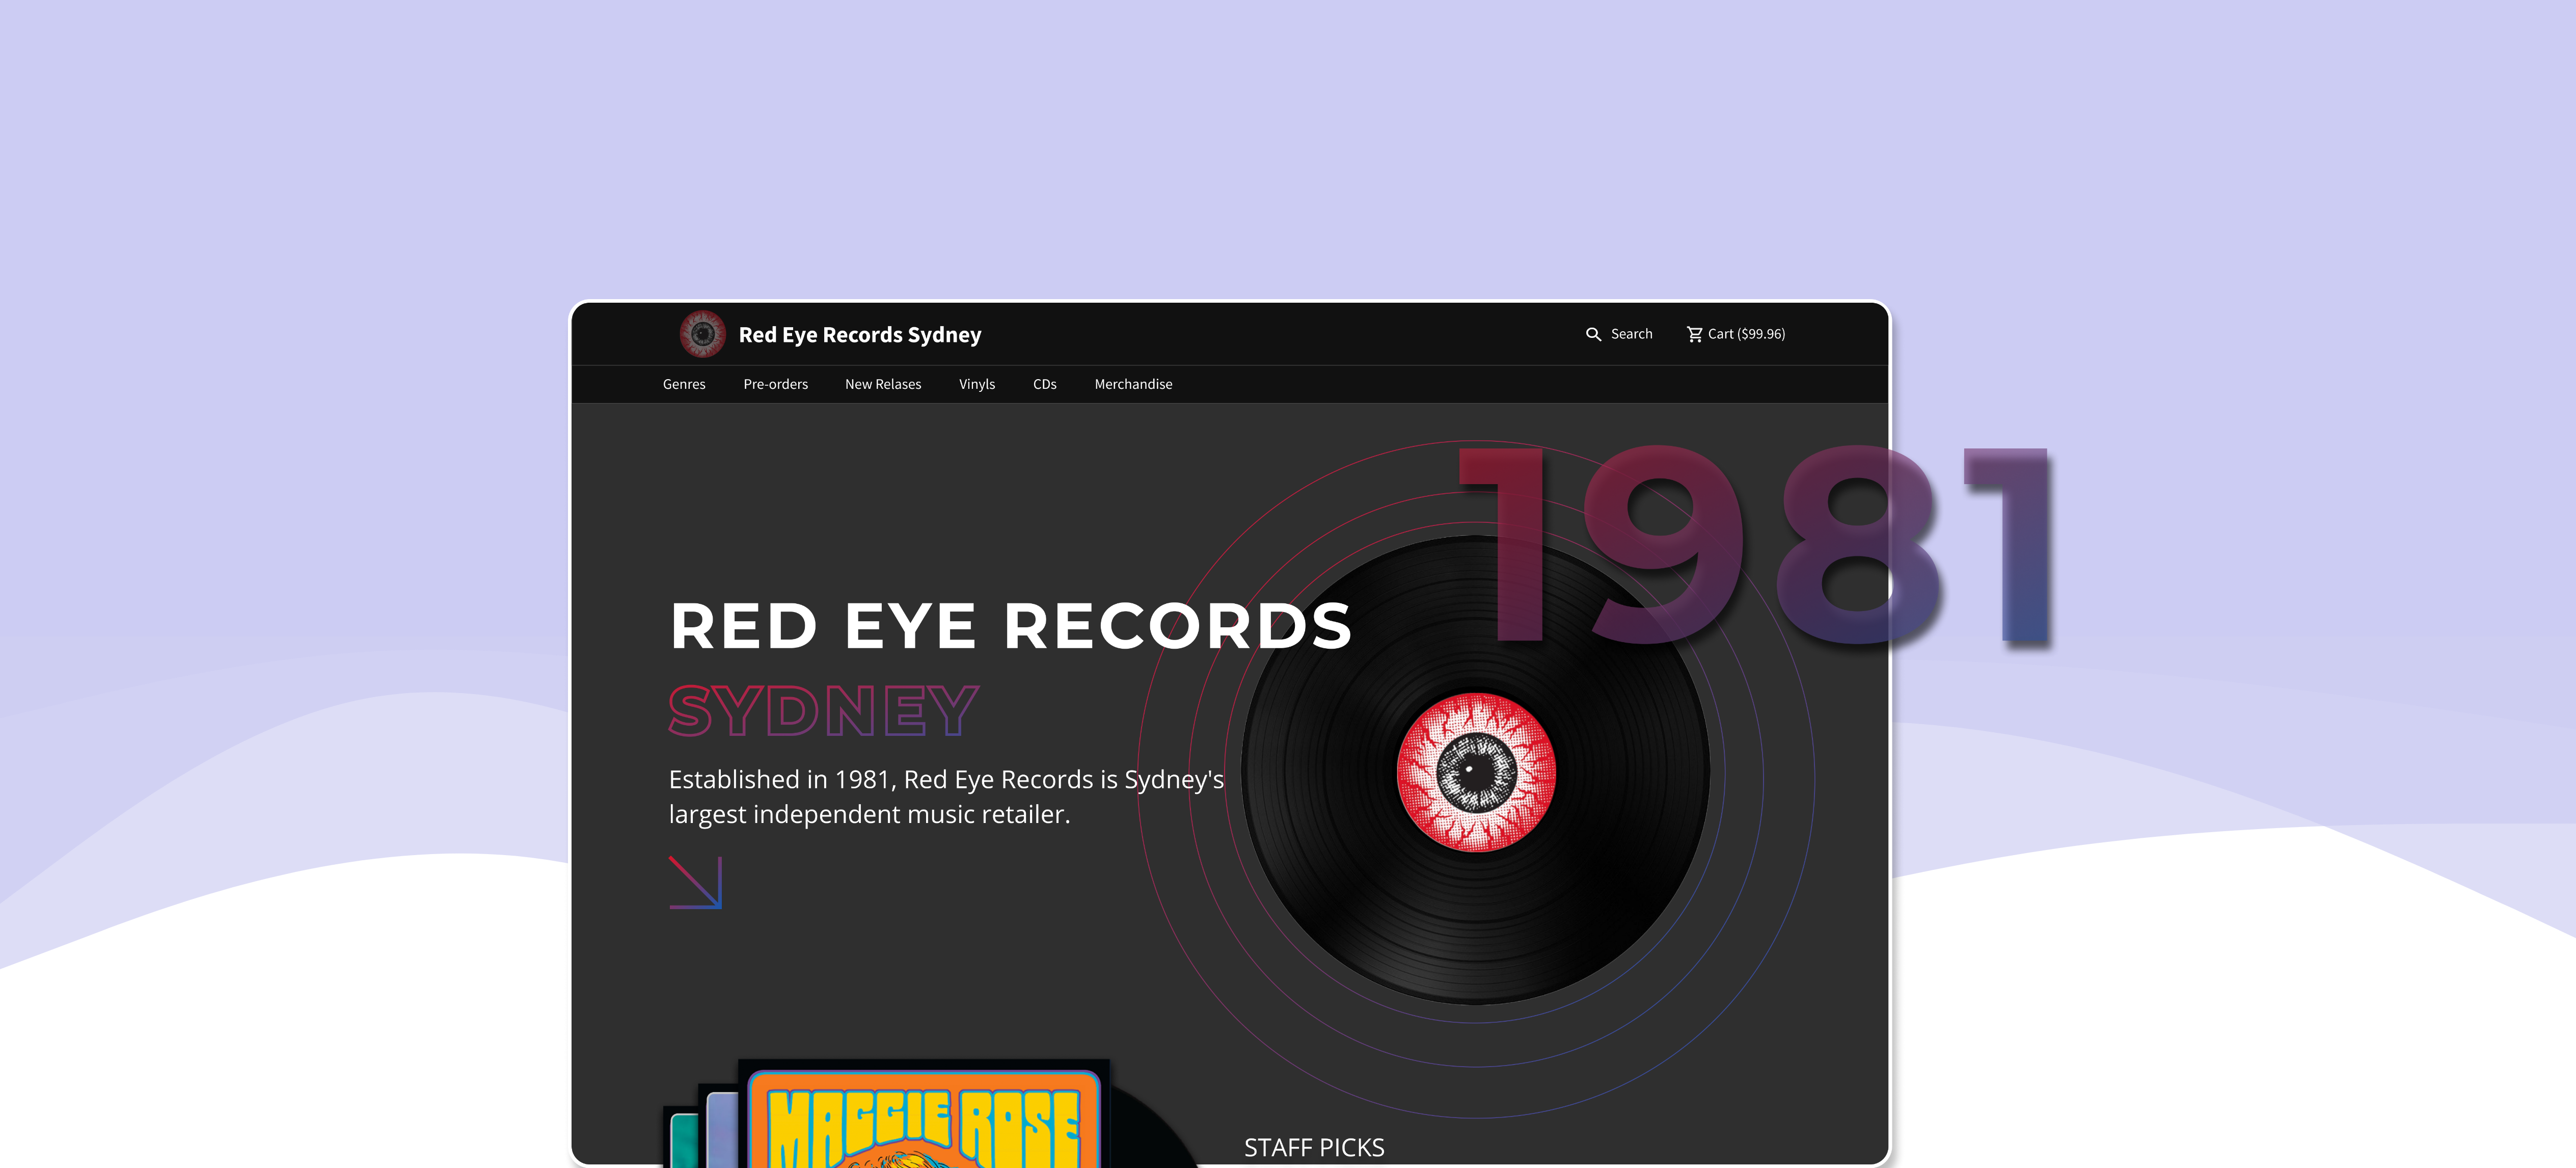 Red Eye Records Sydney
Search
Cart ($99.96)
Genres
Pre-orders
New Relases
Vinyls
CDs
Merchandise
1981
RED EYE RECORDS
SYDNEY
Established in 1981, Red Eye Records is Sydney's
largest independent music retailer.
MAGGIE ROSE
STAFF PICKS